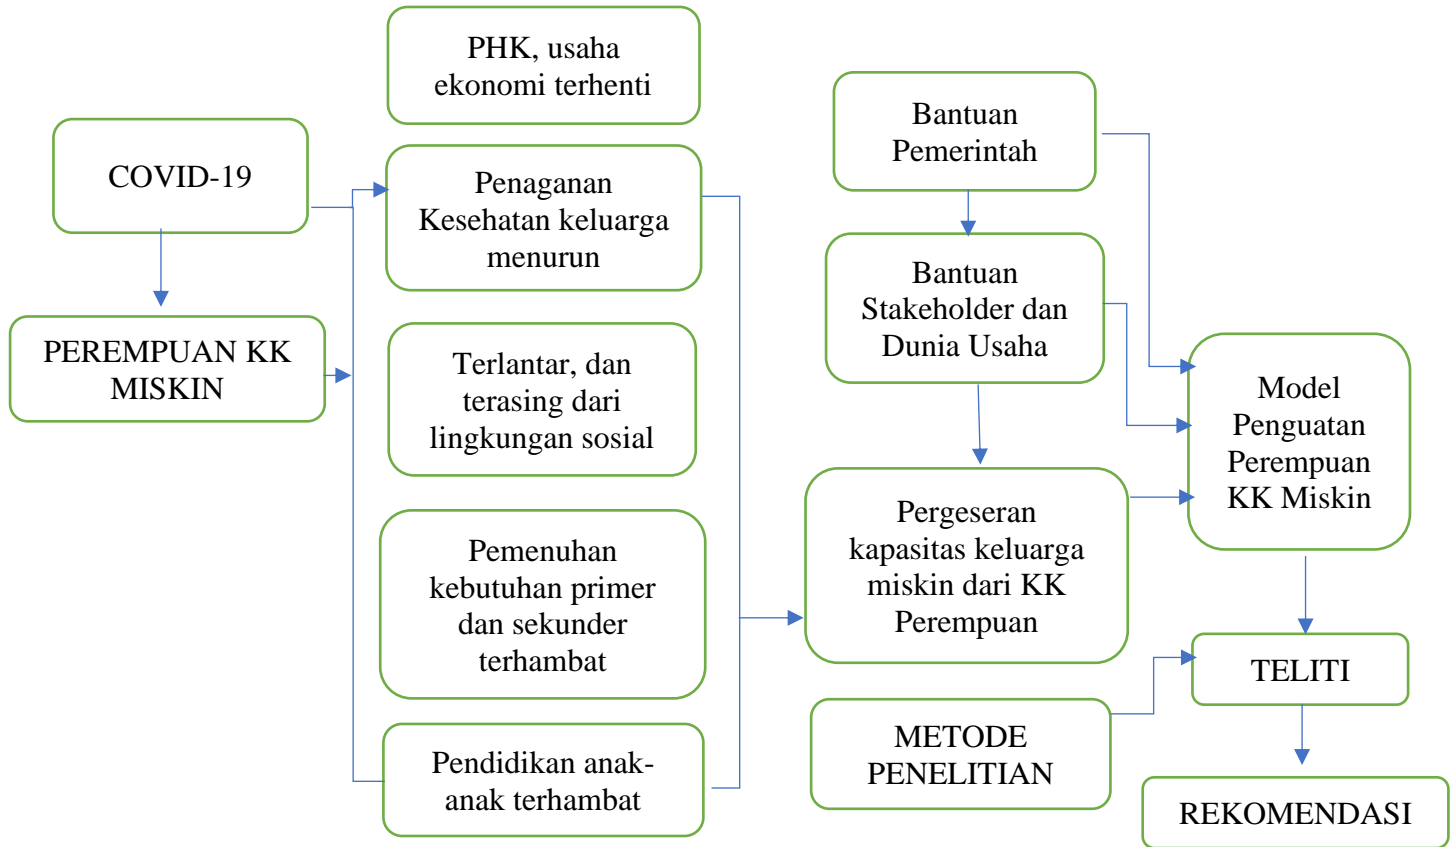 PHK, usaha
ekonomi terhenti
COVID-19
PEREMPUAN KK
MISKIN
Penaganan
Kesehatan keluarga
menurun
Terlantar, dan
terasing dari
lingkungan sosial
Pemenuhan
kebutuhan primer
dan sekunder
terhambat
Pendidikan anak-
anak terhambat
Bantuan
Pemerintah
Bantuan
Stakeholder dan
Dunia Usaha
Pergeseran
kapasitas keluarga
miskin dari KK
Perempuan
METODE
PENELITIAN
Model
Penguatan
Perempuan
KK Miskin
TELITI
REKOMENDASI